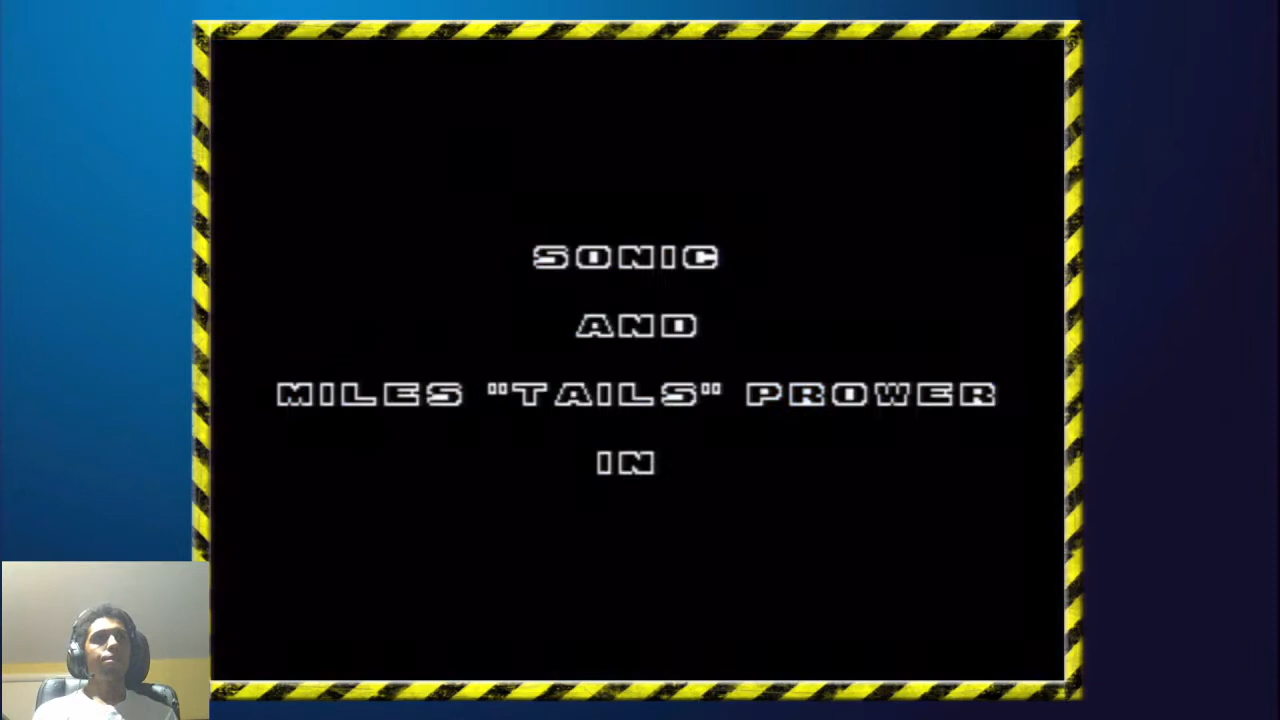 SONIC
AND
MILES "TAILS" PROWER
IN